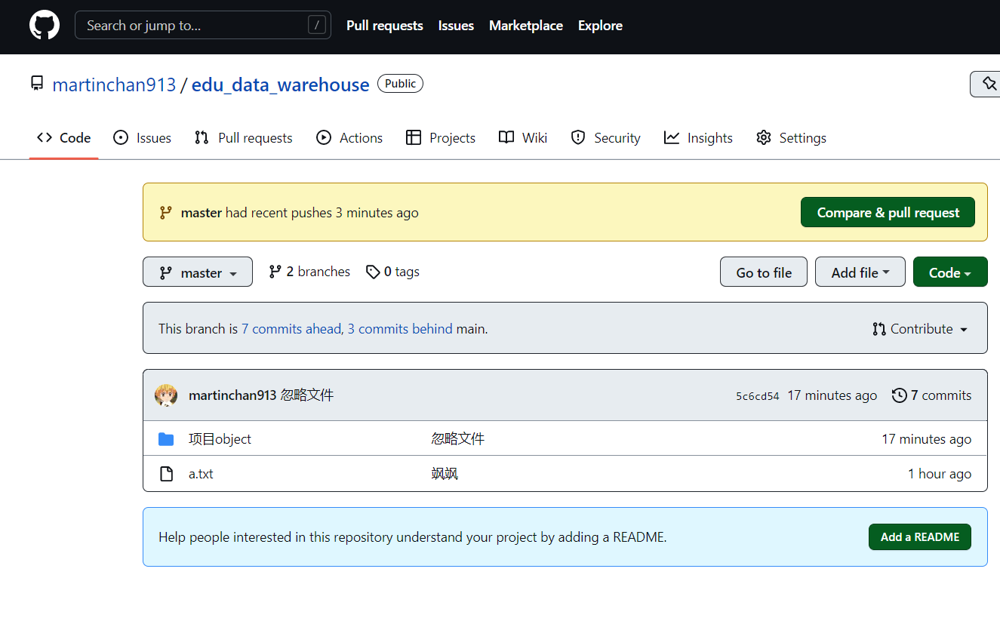 Search or jump to... / Pull requests Issues Marketplace Explore
martinchan913 / edu_data_warehouse Public
Code Issues Pull requests Actions Projects Wiki Security Insights Settings
master had recent pushes 3 minutes ago Compare & pull request
master 2 branches 0 tags Go to file Add file Code
This branch is 7 commits ahead, 3 commits behind main. Contribute
martinchan913 忽略文件 5c6cd54 17 minutes ago 7 commits
项目object 忽略文件 17 minutes ago
a.txt 飒飒 1 hour ago
Help people interested in this repository understand your project by adding a README. Add a README